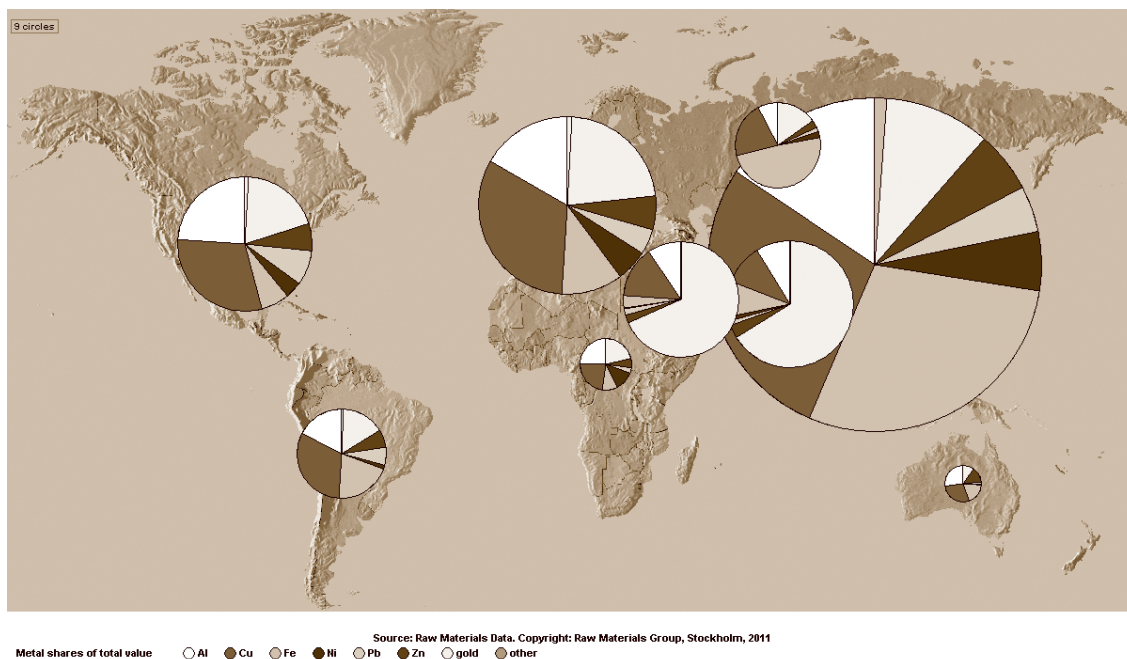 9 circles
Source: Raw Materials Data. Copyright: Raw Materials Group, Stockholm, 2011
Metal shares of total value Al Cu Fe Ni Pb Zn gold other